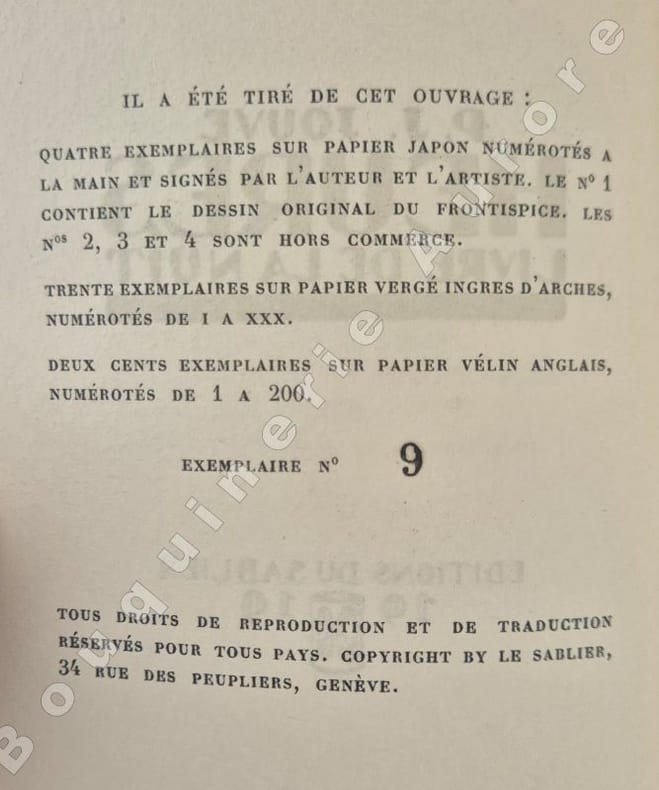 IL A ÉTÉ TIRÉ DE CET OUVRAGE :
QUATRE EXEMPLAIRES SUR PAPIER JAPON NUMÉROTÉS A
LA MAIN ET SIGNÉS PAR L'AUTEUR ET L'ARTISTE. LE Nº 1
CONTIENT LE DESSIN ORIGINAL DU FRONTISPICE. LES
Nos 2, 3 ET 4 SONT HORS COMMERCE.
TRENTE EXEMPLAIRES SUR PAPIER VERGÉ INGRES D'ARCHES,
NUMÉROTÉS DE I A XXX.
DEUX CENTS EXEMPLAIRES SUR PAPIER VÉLIN ANGLAIS,
NUMÉROTÉS DE 1 A 200.
EXEMPLAIRE Nº 9
TOUS DROITS DE REPRODUCTION ET DE TRADUCTION
RÉSERVÉS POUR TOUS PAYS. COPYRIGHT BY LE SABLIER,
34 RUE DES PEUPLIERS, GENÈVE.
Bouquinerie Aurore